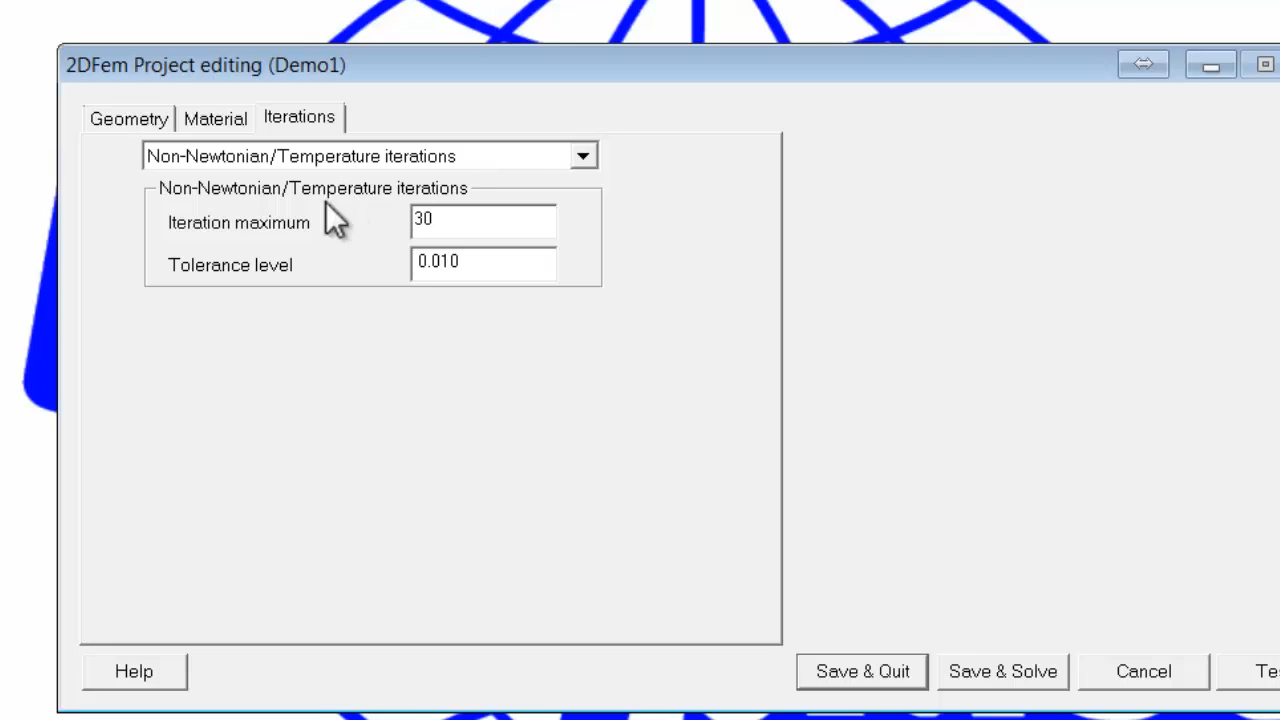 2DFem Project editing (Demo1)
Geometry Material Iterations
Non-Newtonian/Temperature iterations
Non-Newtonian/Temperature iterations
Iteration maximum 30
Tolerance level 0.010
Help Save & Quit Save & Solve Cancel